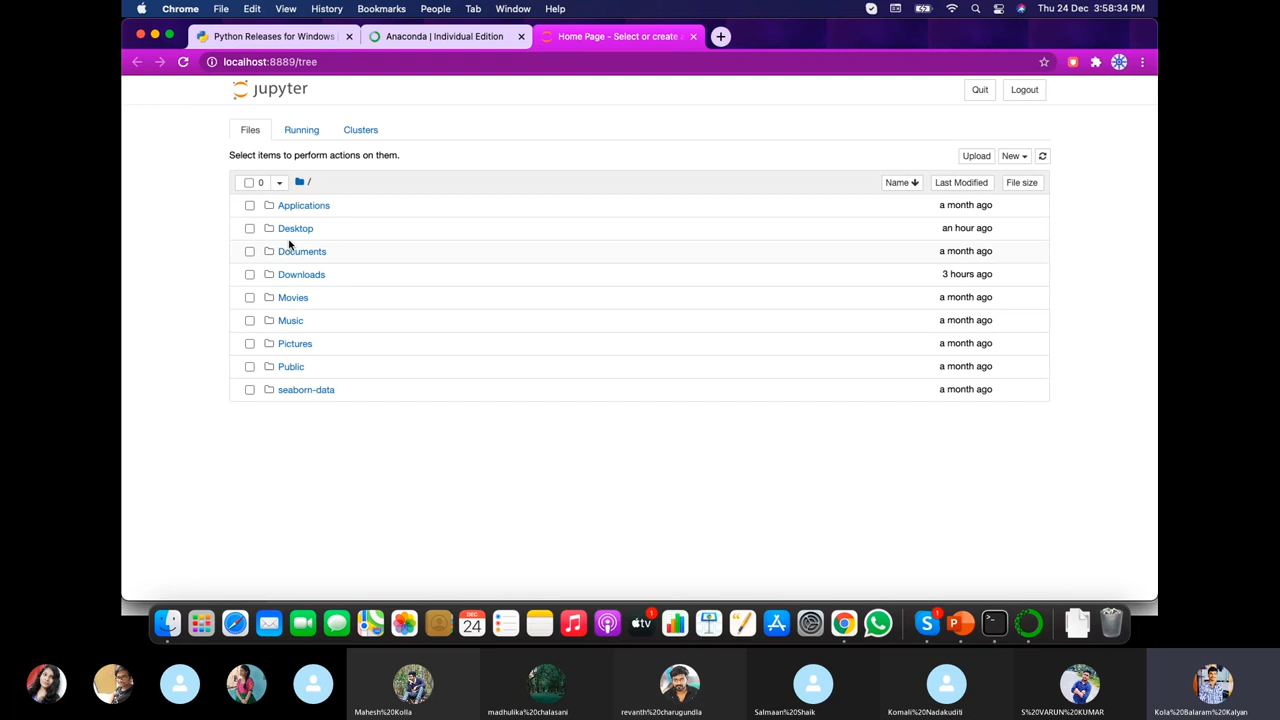 Chrome File Edit View History Bookmarks People Tab Window Help Thu 24 Dec 3:58:34 PM
Python Releases for Windows Anaconda | Individual Edition Home Page - Select or create a
localhost:8889/tree
jupyter Quit Logout
Files Running Clusters
Select items to perform actions on them. Upload New
0 / Name Last Modified File size
Applications a month ago
Desktop an hour ago
Documents a month ago
Downloads 3 hours ago
Movies a month ago
Music a month ago
Pictures a month ago
Public a month ago
seaborn-data a month ago
DEC 24 tv 1 1
Mahesh%20Kolla madhulika%20chalasani revanth%20charugundla Salmaan%20Shaik Komali%20Nadakuditi S%20VARUN%20KUMAR Kola%20Balaram%20Kalyan